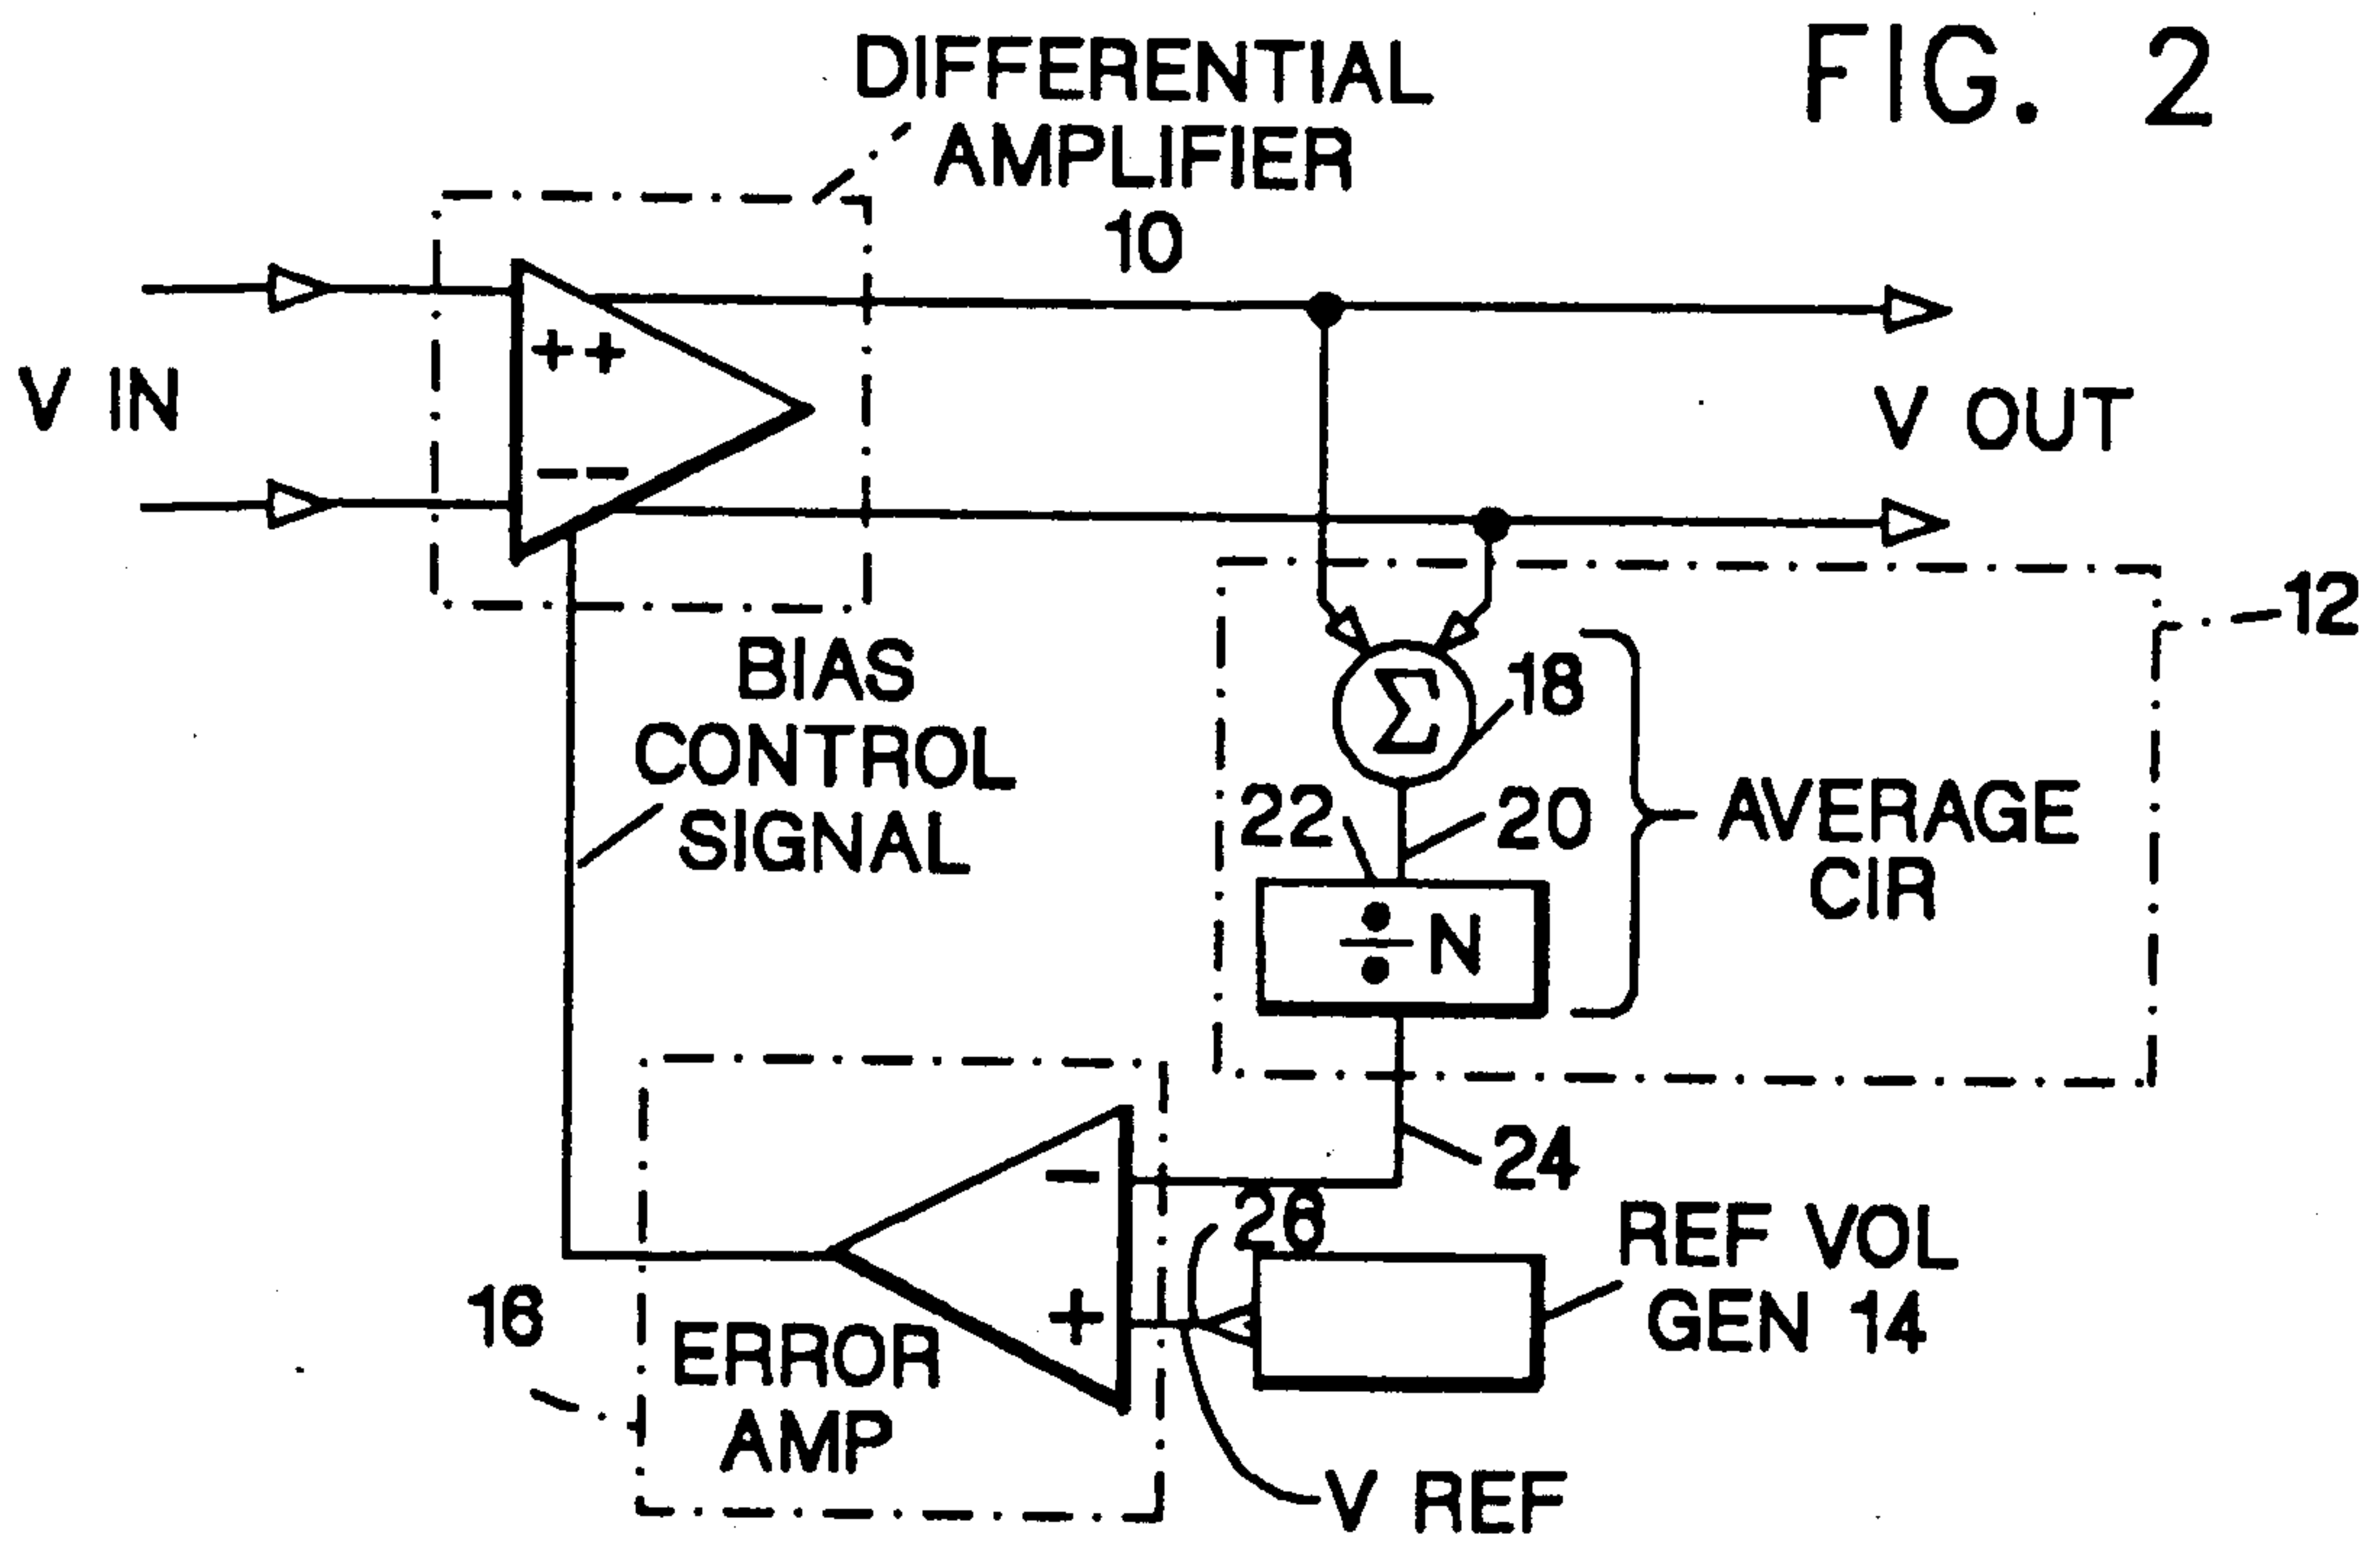 FIG. 2
DIFFERENTIAL
AMPLIFIER
10
V IN
++
--
V OUT
12
BIAS
CONTROL
SIGNAL
Σ
18
22
20
÷ N
AVERAGE
CIR
24
-
26
REF VOL
GEN 14
+
16
ERROR
AMP
V REF